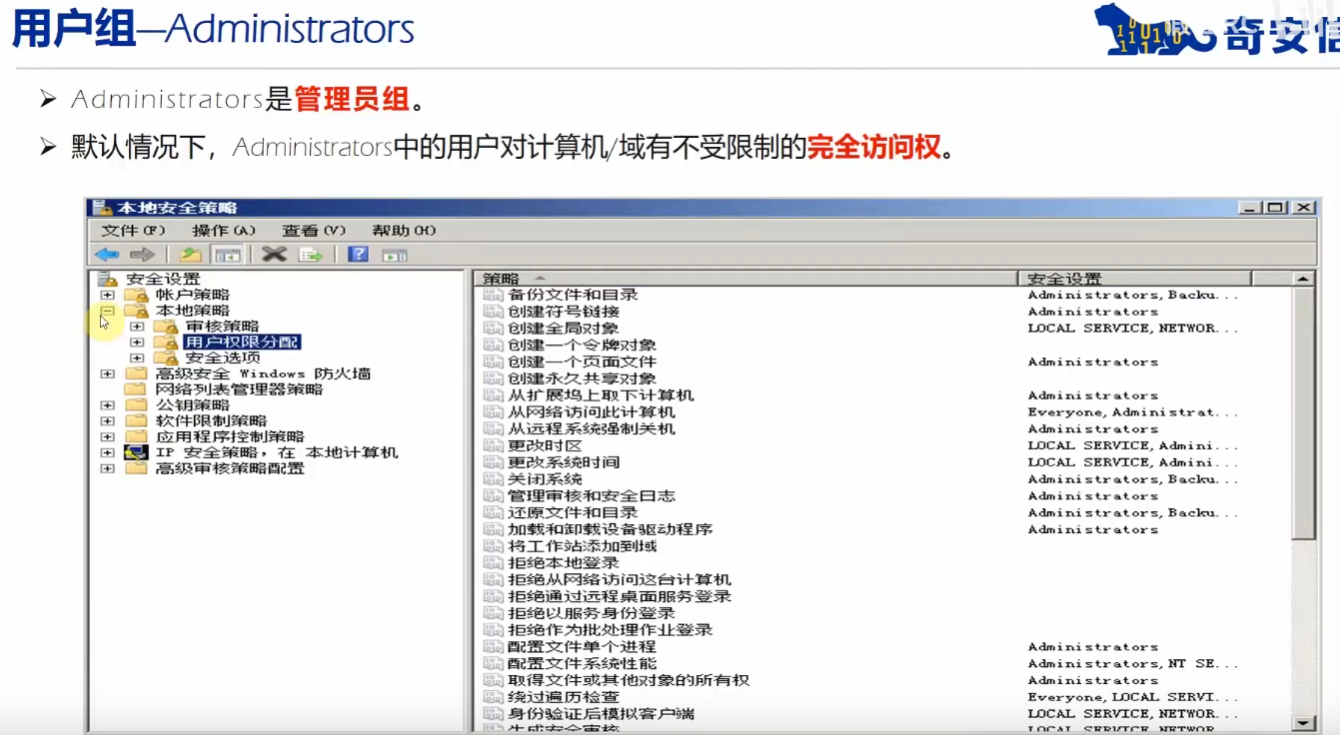 用户组—Administrators
奇安信
➢ Administrators是管理员组。
➢ 默认情况下，Administrators中的用户对计算机/域有不受限制的完全访问权。
本地安全策略
文件(F) 操作(A) 查看(V) 帮助(H)
安全设置
帐户策略
本地策略
审核策略
用户权限分配
安全选项
高级安全 Windows 防火墙
网络列表管理器策略
公钥策略
软件限制策略
应用程序控制策略
IP 安全策略，在 本地计算机
高级审核策略配置
策略 安全设置
备份文件和目录 Administrators, Backu...
创建符号链接 Administrators
创建全局对象 LOCAL SERVICE, NETWOR...
创建一个令牌对象
创建一个页面文件 Administrators
创建永久共享对象
从扩展坞上取下计算机 Administrators
从网络访问此计算机 Everyone, Administrat...
从远程系统强制关机 Administrators
更改时区 LOCAL SERVICE, Admini...
更改系统时间 LOCAL SERVICE, Admini...
关闭系统 Administrators, Backu...
管理审核和安全日志 Administrators
还原文件和目录 Administrators, Backu...
加载和卸载设备驱动程序 Administrators
将工作站添加到域
拒绝本地登录
拒绝从网络访问这台计算机
拒绝通过远程桌面服务登录
拒绝以服务身份登录
拒绝作为批处理作业登录
配置文件单个进程 Administrators
配置文件系统性能 Administrators, NT SE...
取得文件或其他对象的所有权 Administrators
绕过遍历检查 Everyone, LOCAL SERVI...
身份验证后模拟客户端 LOCAL SERVICE, NETWOR...
生成安全审核 LOCAL SERVICE, NETWOR...